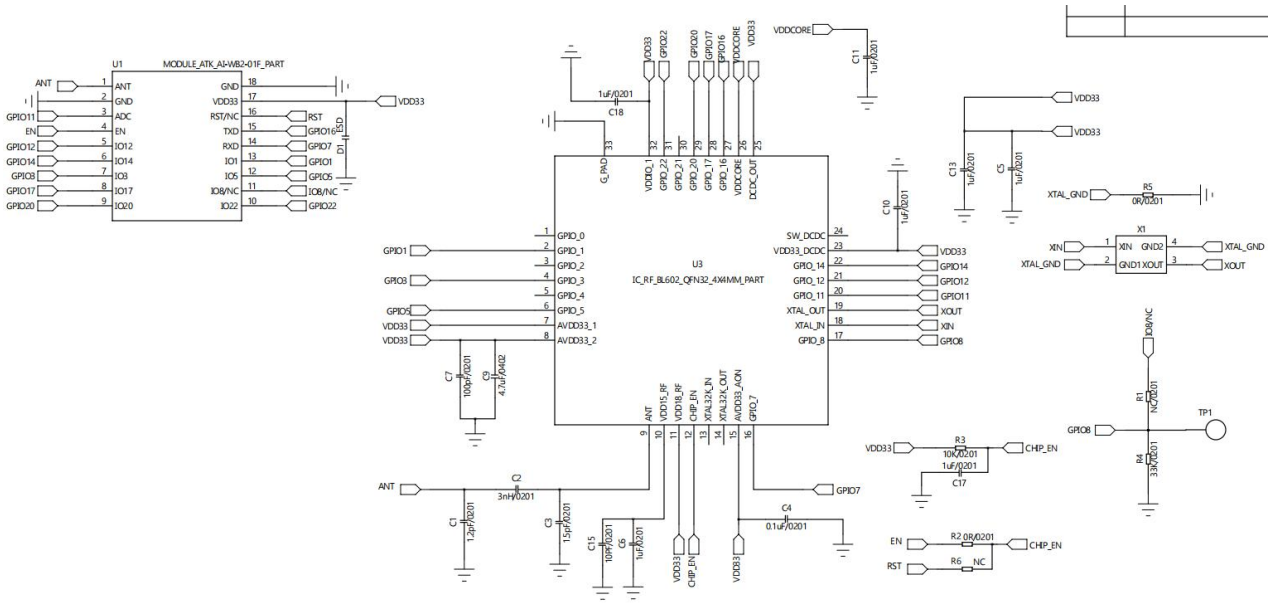 U1 MODULE_ATK_AI-WB2-01F_PART
ANT 1 ANT GND 18
2 GND VDD33 17 VDD33
GPIO11 3 ADC RST/NC 16 RST
EN 4 EN TXD 15 GPIO16
GPIO12 5 IO12 RXD 14 GPIO7
GPIO14 6 IO14 IO1 13 GPIO1
GPIO3 7 IO3 IO5 12 GPIO5
GPIO17 8 IO17 IO8/NC 11 IO8/NC
GPIO20 9 IO20 IO22 10 GPIO22
D1 ESD
VDD33
GPIO22
GPIO20
GPIO17
GPIO16
VDDCORE
VDD33
1uF/0201
C18
33 G_PAD
32 VDDIO_1
31 GPIO_22
30 GPIO_21
29 GPIO_20
28 GPIO_17
27 GPIO_16
26 VDDCORE
25 DCDC_OUT
VDDCORE
C11
1uF/0201
VDD33
VDD33
C13
1uF/0201
C5
1uF/0201
C10
1uF/0201
XTAL_GND R5
0R/0201
X1
XIN 1 XIN GND2 4 XTAL_GND
XTAL_GND 2 GND1 XOUT 3 XOUT
U3
IC_RF_BL602_QFN32_4X4MM_PART
1 GPIO_0
GPIO1 2 GPIO_1
3 GPIO_2
GPIO3 4 GPIO_3
5 GPIO_4
GPIO5 6 GPIO_5
VDD33 7 AVDD33_1
VDD33 8 AVDD33_2
SW_DCDC 24
VDD33_DCDC 23 VDD33
GPIO_14 22 GPIO14
GPIO_12 21 GPIO12
GPIO_11 20 GPIO11
XTAL_OUT 19 XOUT
XTAL_IN 18 XIN
GPIO_8 17 GPIO8
C7
100pF/0201
C9
4.7uF/0402
ANT 9
VDD15_RF 10
VDD18_RF 11
CHIP_EN 12
XTAL32K_IN 13
XTAL32K_OUT 14
AVDD33_AON 15
GPIO_7 16
IO8/NC
R1
NC/0201
GPIO8
TP1
R4
33K/0201
VDD33 R3 CHIP_EN
10K/0201
1uF/0201
C17
ANT
C2
3nH/0201
C1
1.2pF/0201
C3
1.5pF/0201
C15
10PF/0201
C6
1uF/0201
VDD33
CHIP_EN
VDD33
GPIO7
C4
0.1uF/0201
EN R2 0R/0201 CHIP_EN
RST R6 NC